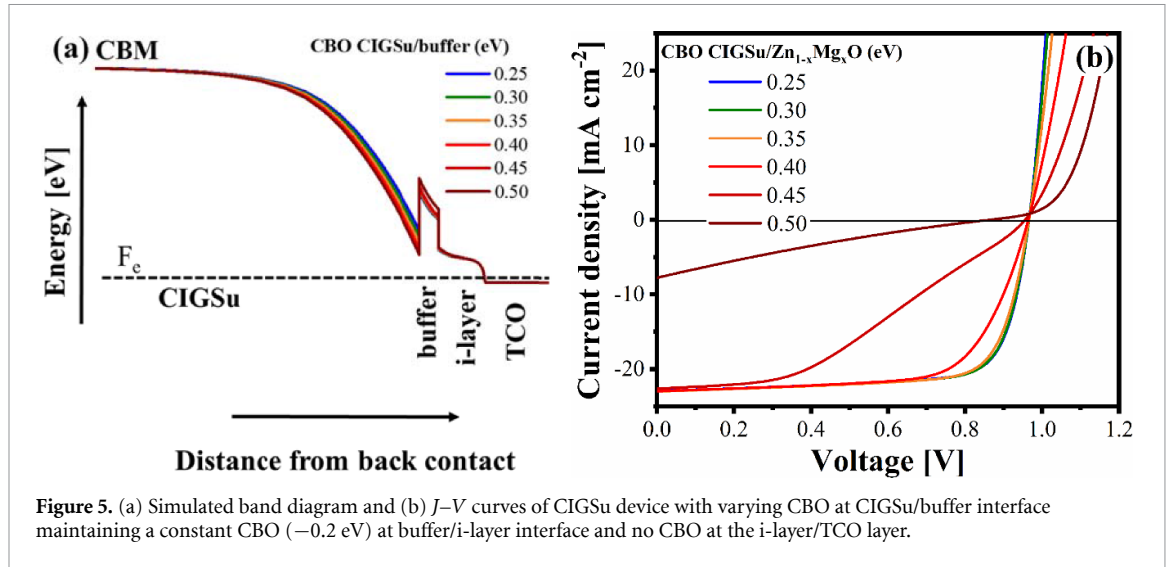 (a) CBM
CBO CIGSu/buffer (eV)
0.25
0.30
0.35
0.40
0.45
0.50
Energy [eV]
Fe
CIGSu
buffer
i-layer
TCO
Distance from back contact
CBO CIGSu/Zn1-xMgxO (eV)
(b)
0.25
0.30
0.35
0.40
0.45
0.50
Current density [mA cm-2]
20
10
0
-10
-20
0.0 0.2 0.4 0.6 0.8 1.0 1.2
Voltage [V]
Figure 5. (a) Simulated band diagram and (b) J–V curves of CIGSu device with varying CBO at CIGSu/buffer interface
maintaining a constant CBO (−0.2 eV) at buffer/i-layer interface and no CBO at the i-layer/TCO layer.